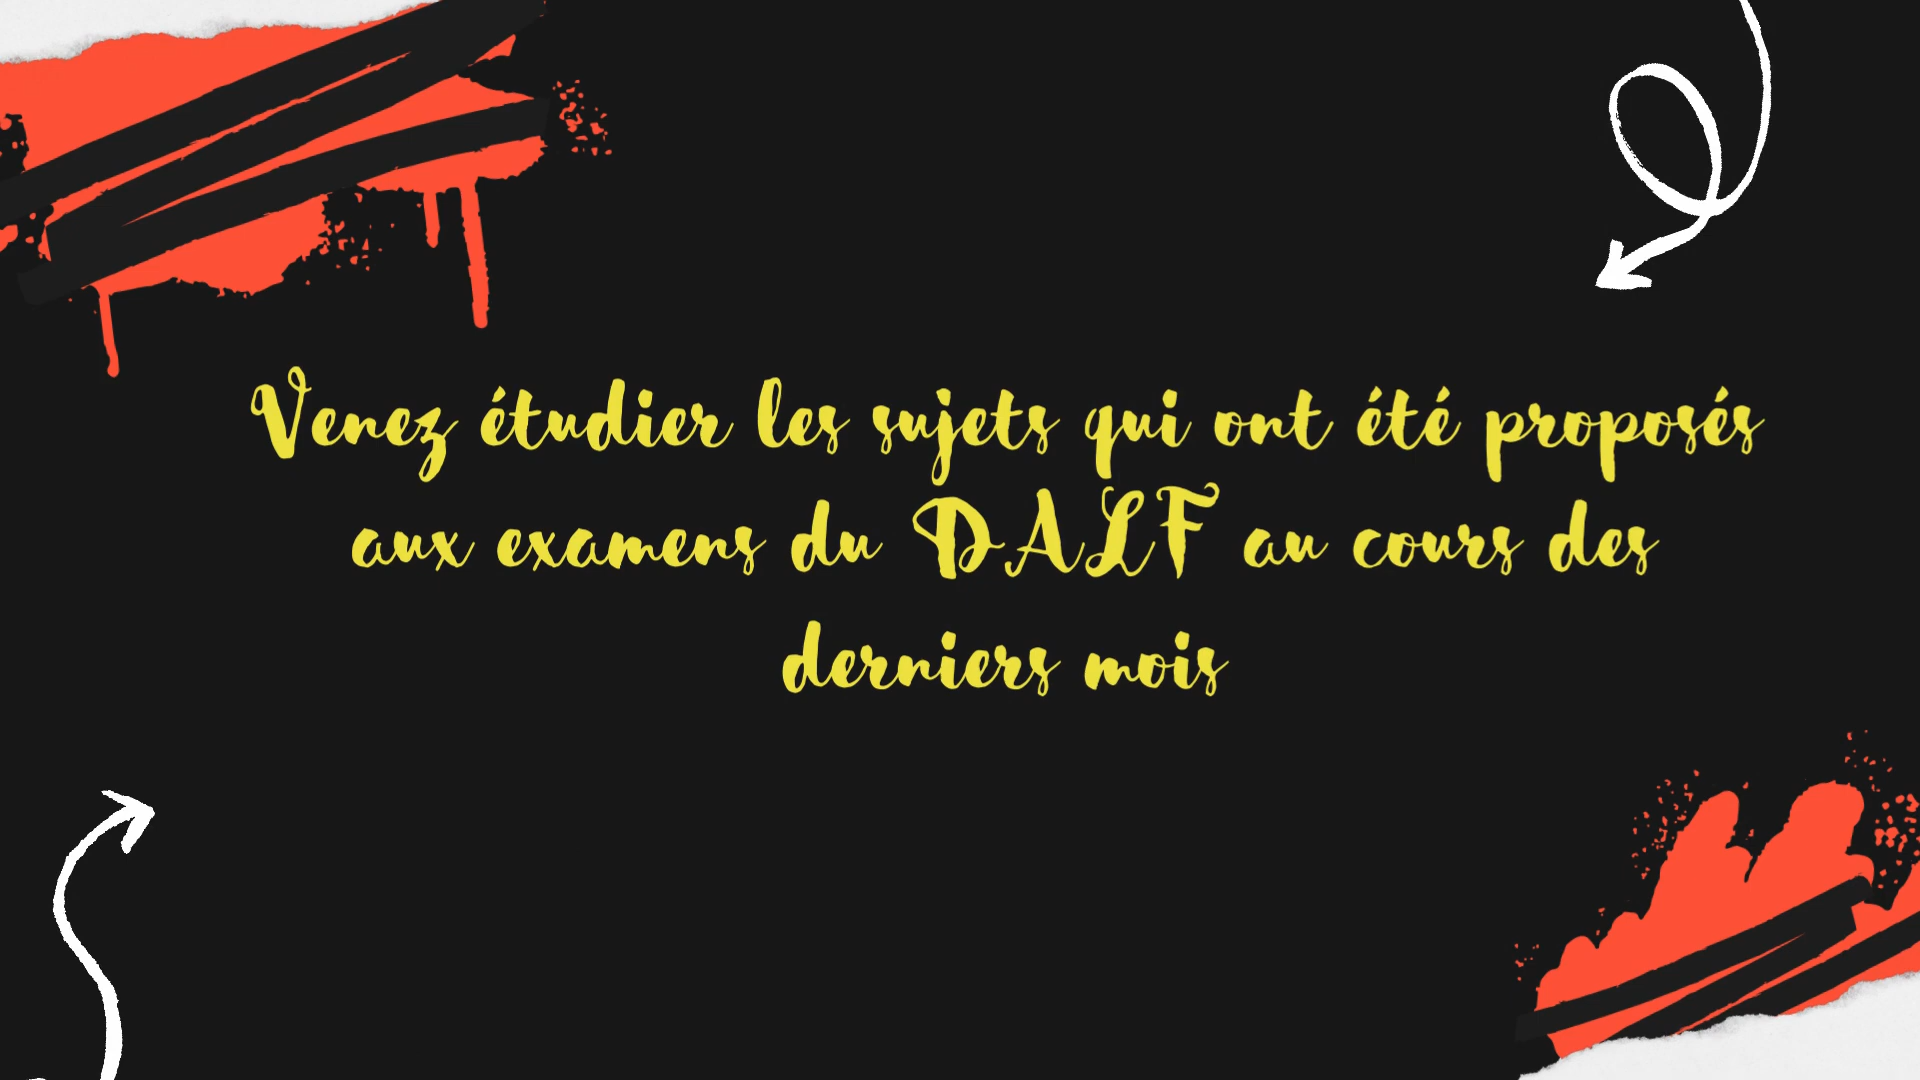 Venez étudier les sujets qui ont été proposés
aux examens du DALF au cours des
derniers mois